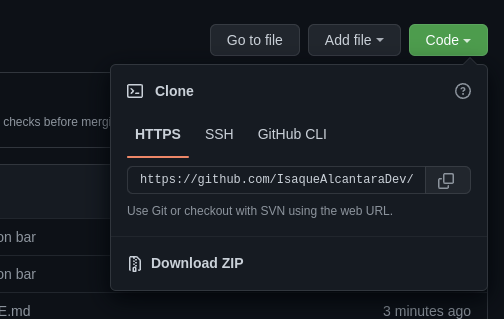 Go to file Add file Code
Clone
checks before
HTTPS SSH GitHub CLI
https://github.com/IsaqueAlcantaraDev/
Use Git or checkout with SVN using the web URL.
on bar
Download ZIP
on bar
E.md 3 minutes ago